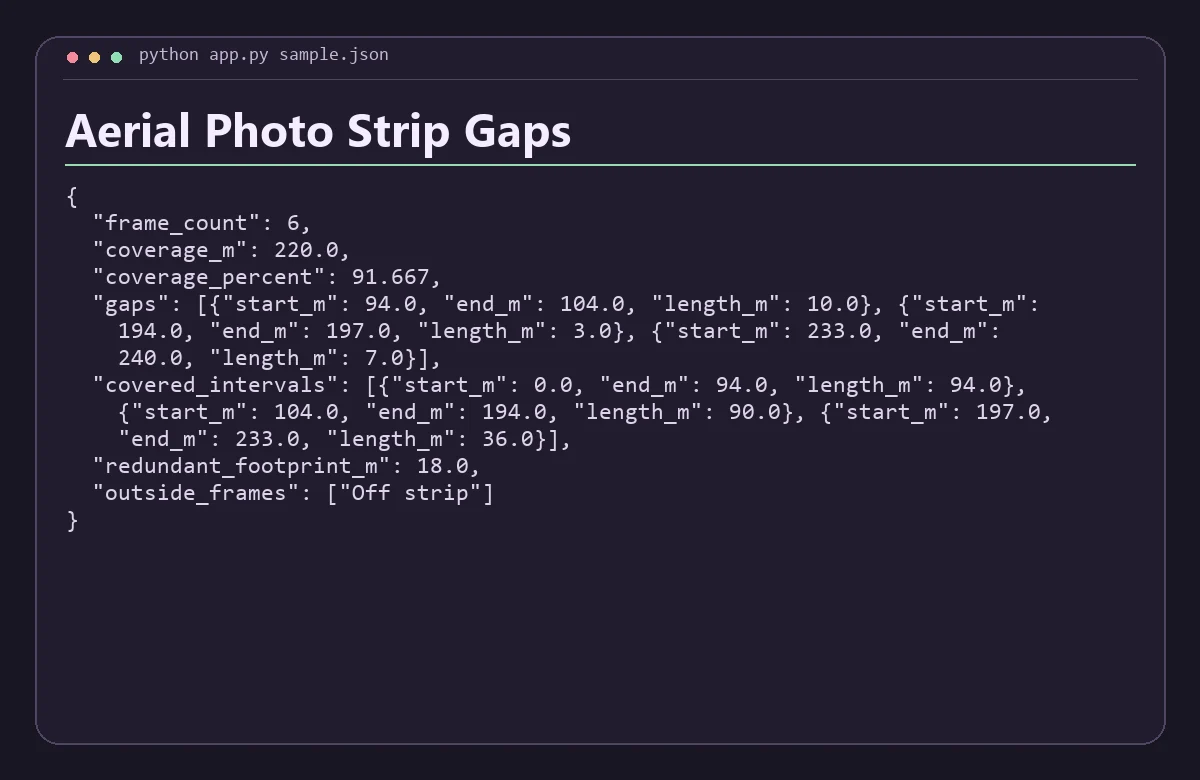 python app.py sample.json
Aerial Photo Strip Gaps
{
  "frame_count": 6,
  "coverage_m": 220.0,
  "coverage_percent": 91.667,
  "gaps": [{"start_m": 94.0, "end_m": 104.0, "length_m": 10.0}, {"start_m":
    194.0, "end_m": 197.0, "length_m": 3.0}, {"start_m": 233.0, "end_m":
    240.0, "length_m": 7.0}],
  "covered_intervals": [{"start_m": 0.0, "end_m": 94.0, "length_m": 94.0},
    {"start_m": 104.0, "end_m": 194.0, "length_m": 90.0}, {"start_m": 197.0,
    "end_m": 233.0, "length_m": 36.0}],
  "redundant_footprint_m": 18.0,
  "outside_frames": ["Off strip"]
}